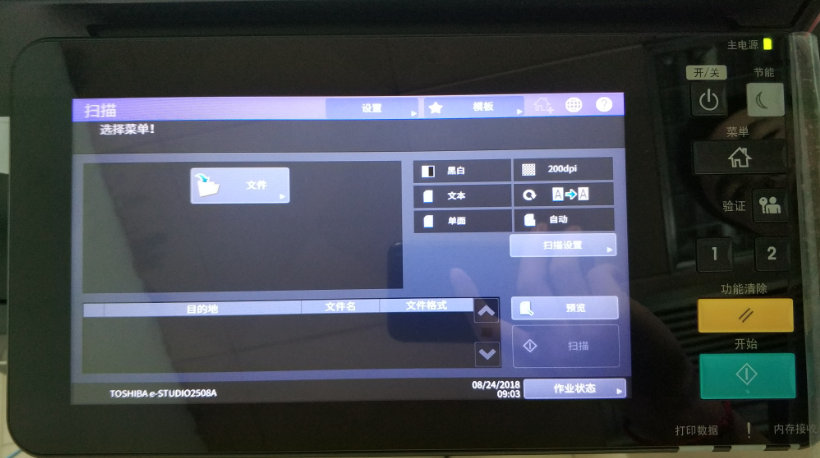 主电源
开/关
节能
扫描
设置
模板
?
选择菜单!
菜单
文件
黑白
200dpi
文本
A A
单面
自动
扫描设置
验证
1
2
功能清除
目的地
文件名
文件格式
预览
扫描
开始
TOSHIBA e-STUDIO2508A
08/24/2018
09:03
作业状态
打印数据
!
内存接收